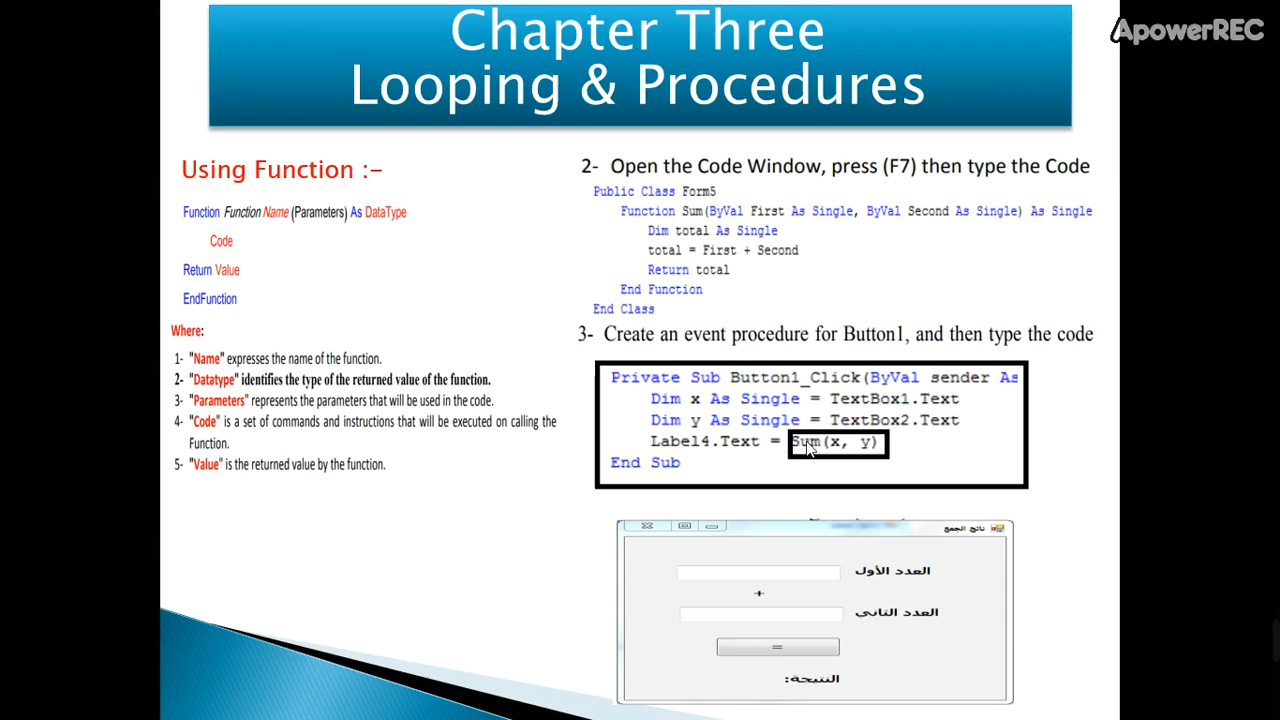 ApowerREC
Chapter Three
Looping & Procedures
Using Function :-
Function Function Name (Parameters) As DataType
Code
Return Value
EndFunction
Where:
1- "Name" expresses the name of the function.
2- "Datatype" identifies the type of the returned value of the function.
3- "Parameters" represents the parameters that will be used in the code.
4- "Code" is a set of commands and instructions that will be executed on calling the
Function.
5- "Value" is the returned value by the function.
2- Open the Code Window, press (F7) then type the Code
Public Class Form5
Function Sum(ByVal First As Single, ByVal Second As Single) As Single
Dim total As Single
total = First + Second
Return total
End Function
End Class
3- Create an event procedure for Button1, and then type the code
Private Sub Button1_Click(ByVal sender As
Dim x As Single = TextBox1.Text
Dim y As Single = TextBox2.Text
Label4.Text = Sum(x, y)
End Sub
ناتج الجمع
العدد الأول
+
العدد الثانى
=
النتيجة: